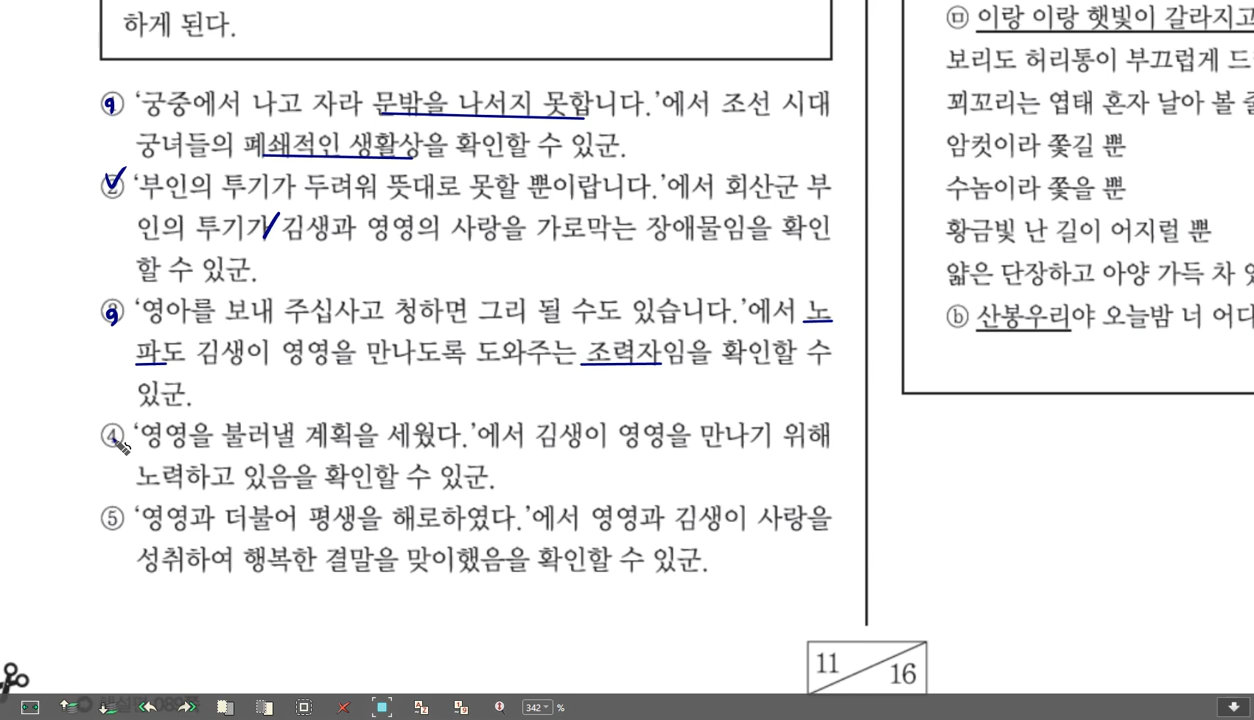 하게 된다.
① ‘궁중에서 나고 자라 문밖을 나서지 못합니다.’에서 조선 시대
궁녀들의 폐쇄적인 생활상을 확인할 수 있군.
② ‘부인의 투기가 두려워 뜻대로 못할 뿐이랍니다.’에서 회산군 부
인의 투기가 김생과 영영의 사랑을 가로막는 장애물임을 확인
할 수 있군.
③ ‘영아를 보내 주십사고 청하면 그리 될 수도 있습니다.’에서 노
파도 김생이 영영을 만나도록 도와주는 조력자임을 확인할 수
있군.
④ ‘영영을 불러낼 계획을 세웠다.’에서 김생이 영영을 만나기 위해
노력하고 있음을 확인할 수 있군.
⑤ ‘영영과 더불어 평생을 해로하였다.’에서 영영과 김생이 사랑을
성취하여 행복한 결말을 맞이했음을 확인할 수 있군.
㉤ 이랑 이랑 햇빛이 갈라지고
보리도 허리통이 부끄럽게 드
꾀꼬리는 엽태 혼자 날아 볼 줄
암컷이라 쫓길 뿐
수놈이라 쫓을 뿐
황금빛 난 길이 어지럴 뿐
얇은 단장하고 아양 가득 차 있
ⓑ 산봉우리야 오늘밤 너 어디
11
16
342 %